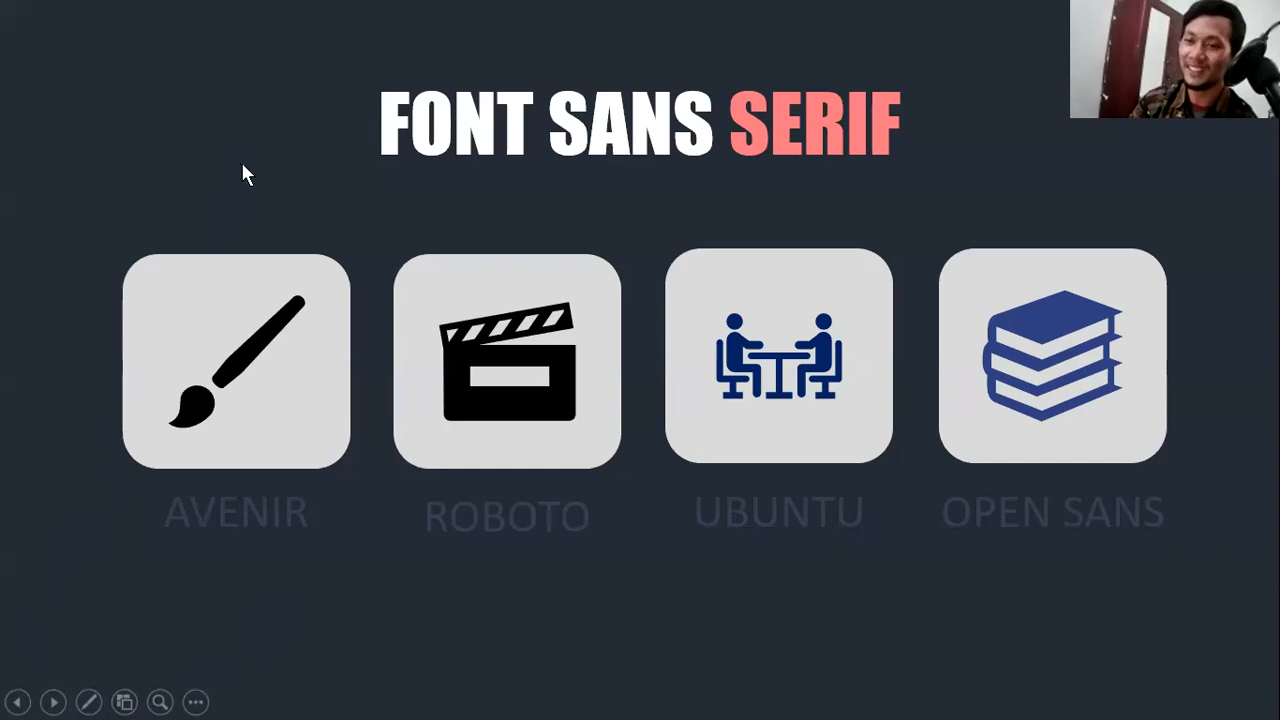 FONT SANS SERIF
AVENIR
ROBOTO
UBUNTU
OPEN SANS